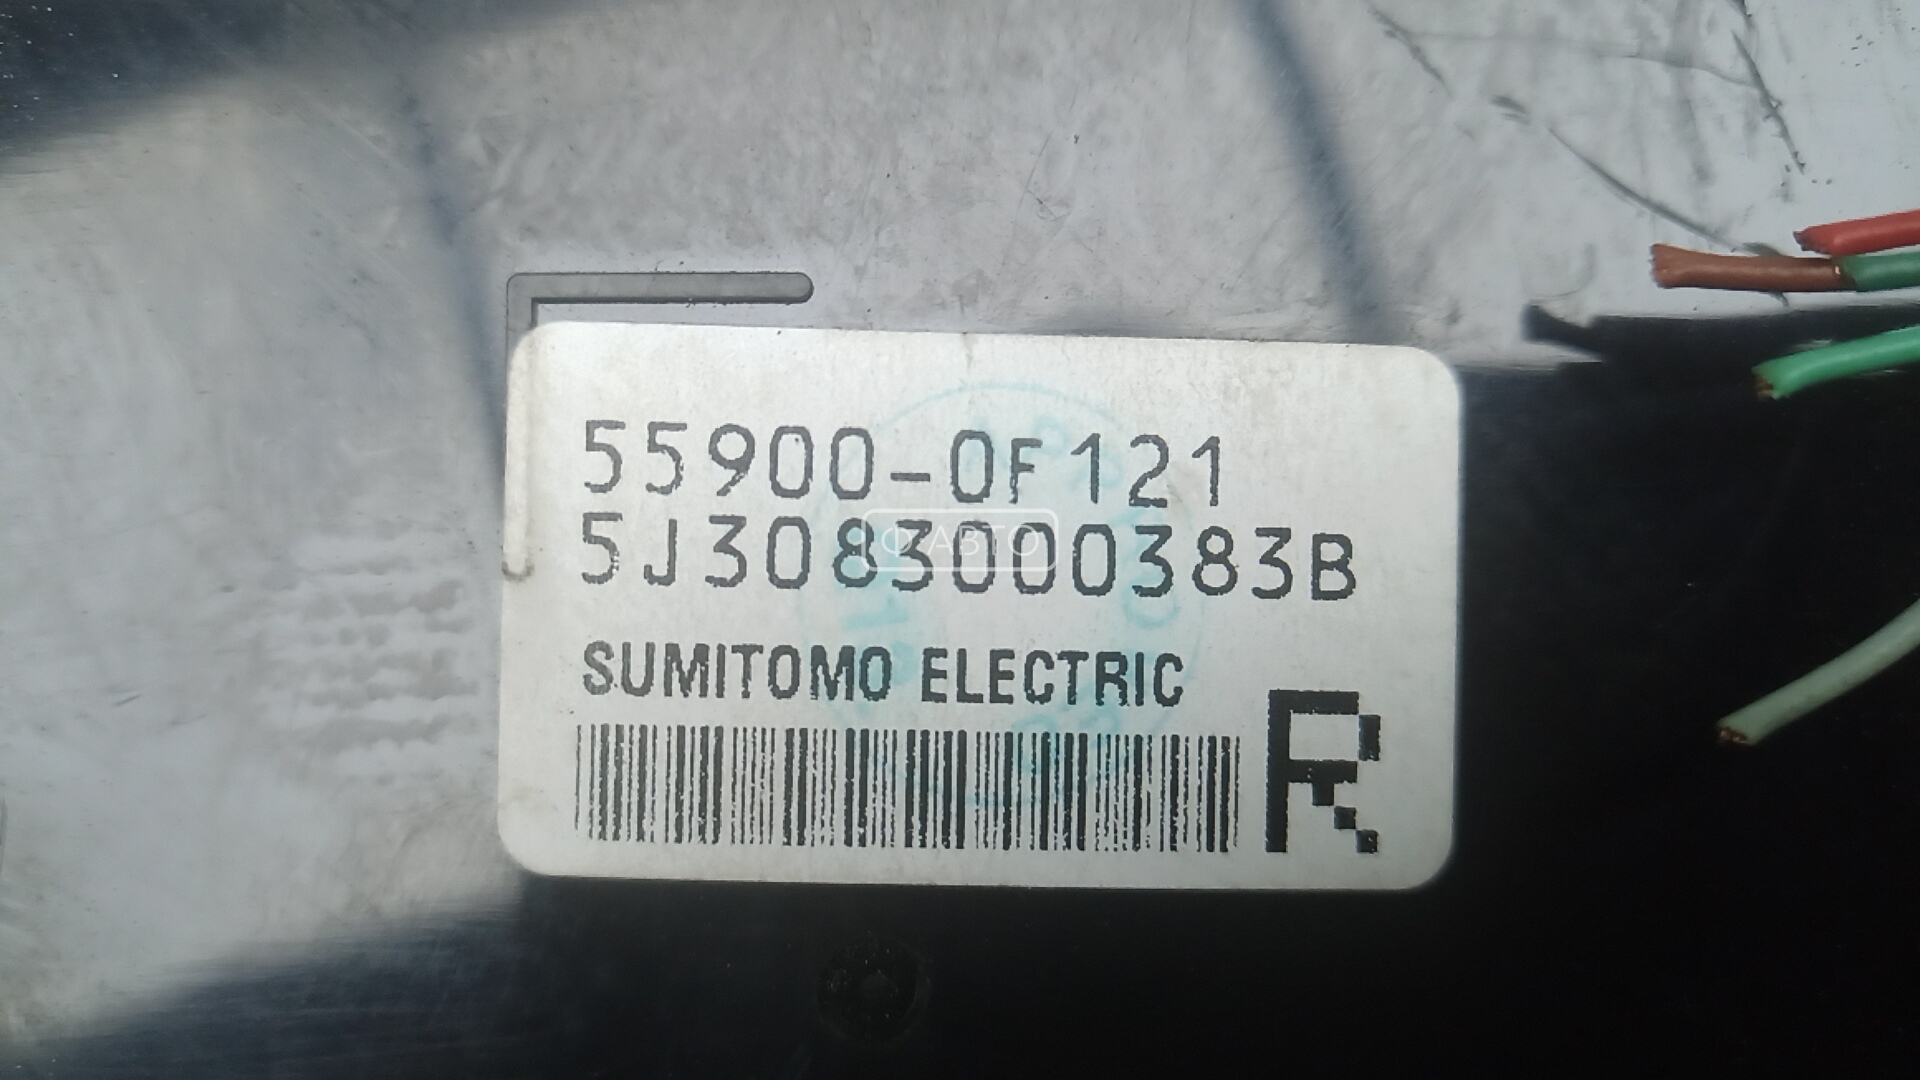 55900-0F121
5J3083000383B
SUMITOMO ELECTRIC
R